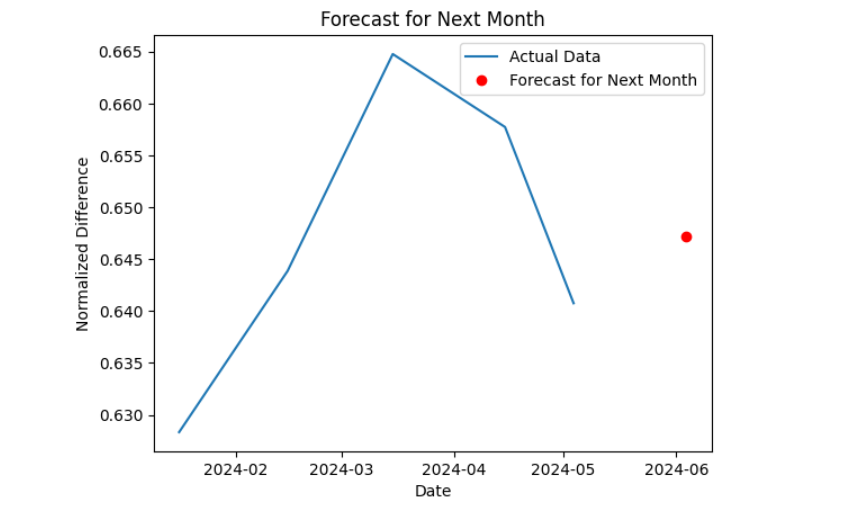 Forecast for Next Month
Actual Data
Forecast for Next Month
0.665
0.660
0.655
0.650
0.645
0.640
0.635
0.630
Normalized Difference
2024-02 2024-03 2024-04 2024-05 2024-06
Date